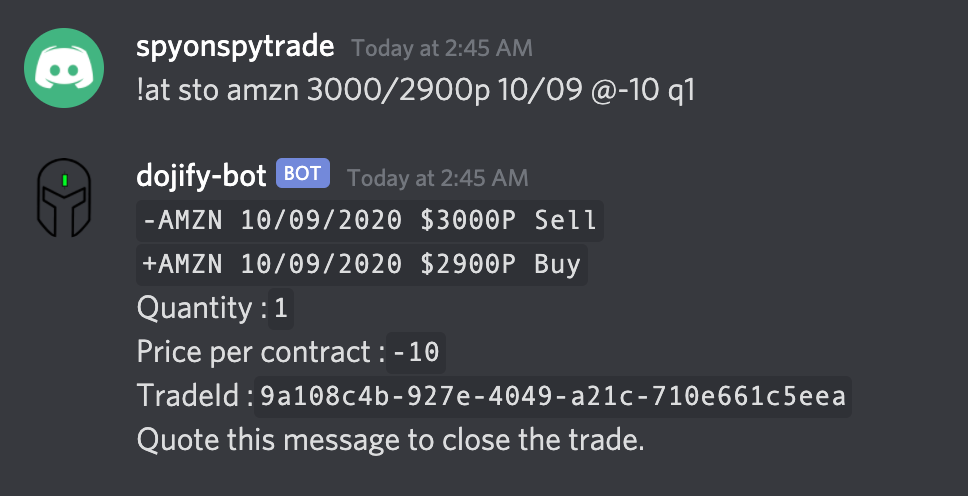 spyonspytrade Today at 2:45 AM
!at sto amzn 3000/2900p 10/09 @-10 q1
dojify-bot BOT Today at 2:45 AM
-AMZN 10/09/2020 $3000P Sell
+AMZN 10/09/2020 $2900P Buy
Quantity : 1
Price per contract : -10
TradeId : 9a108c4b-927e-4049-a21c-710e661c5eea
Quote this message to close the trade.